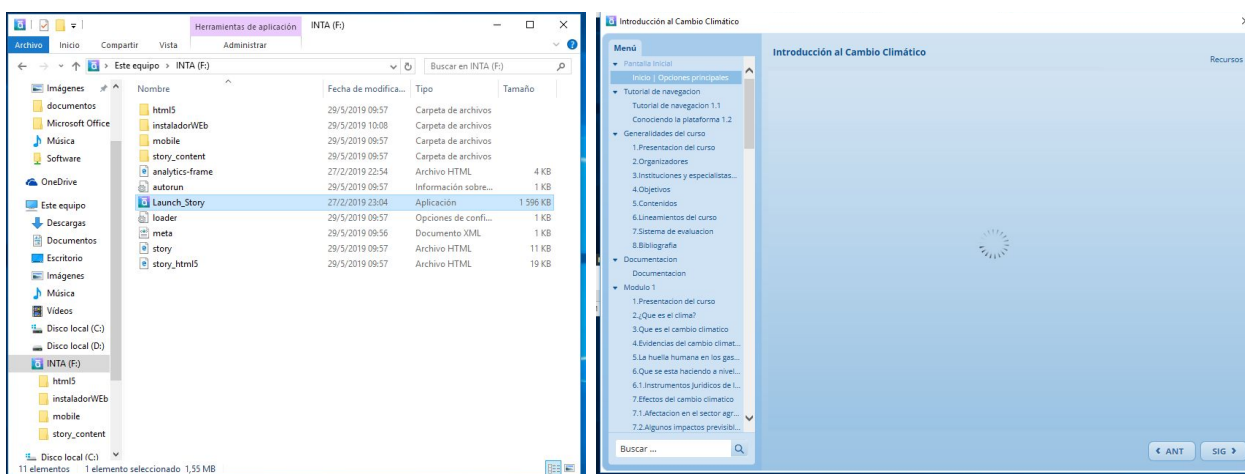 Herramientas de aplicación
INTA (F:)
Archivo
Inicio
Compartir
Vista
Administrar
Este equipo > INTA (F:)
Buscar en INTA (F:)
Imágenes
documentos
Microsoft Office
Música
Software
OneDrive
Este equipo
Descargas
Documentos
Escritorio
Imágenes
Música
Vídeos
Disco local (C:)
Disco local (D:)
INTA (F:)
html5
instaladorWEb
mobile
story_content
Disco local (C:)
Nombre Fecha de modifica... Tipo Tamaño
html5 29/5/2019 09:57 Carpeta de archivos
instaladorWEb 29/5/2019 10:08 Carpeta de archivos
mobile 29/5/2019 09:57 Carpeta de archivos
story_content 29/5/2019 09:57 Carpeta de archivos
analytics-frame 27/2/2019 22:54 Archivo HTML 4 KB
autorun 29/5/2019 09:57 Información sobre... 1 KB
Launch_Story 27/2/2019 23:04 Aplicación 1 596 KB
loader 29/5/2019 09:57 Opciones de confi... 1 KB
meta 29/5/2019 09:56 Documento XML 1 KB
story 29/5/2019 09:57 Archivo HTML 11 KB
story_html5 29/5/2019 09:57 Archivo HTML 19 KB
11 elementos 1 elemento seleccionado 1,55 MB
Introducción al Cambio Climático
Menú
Pantalla Inicial
Inicio | Opciones principales
Tutorial de navegacion
Tutorial de navegacion 1.1
Conociendo la plataforma 1.2
Generalidades del curso
1.Presentacion del curso
2.Organizadores
3.Instituciones y especialistas...
4.Objetivos
5.Contenidos
6.Lineamientos del curso
7.Sistema de evaluacion
8.Bibliografia
Documentacion
Documentacion
Modulo 1
1.Presentacion del curso
2.¿Que es el clima?
3.Que es el cambio climatico
4.Evidencias del cambio climat...
5.La huella humana en los gas...
6.Que se esta haciendo a nivel...
6.1.Instrumentos Juridicos de l...
7.Efectos del cambio climatico
7.1.Afectacion en el sector agr...
7.2.Algunos impactos previsibl...
Buscar ...
Introducción al Cambio Climático
Recursos
ANT
SIG